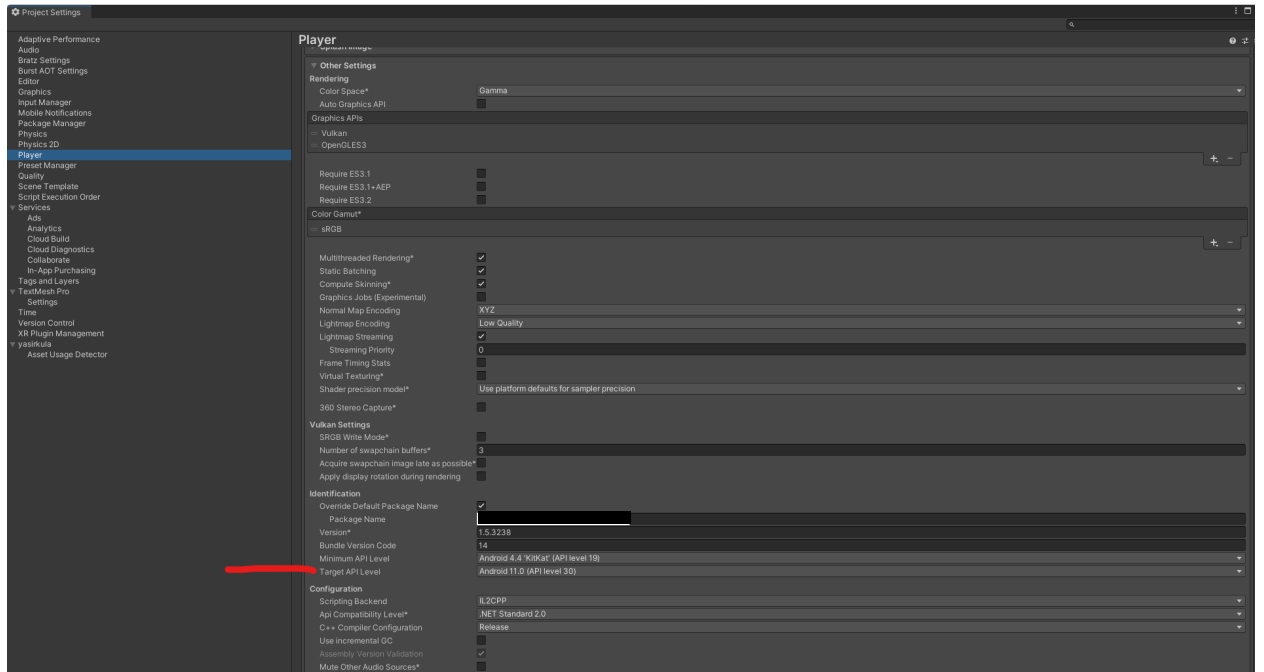 Project Settings
Adaptive Performance
Audio
Bratz Settings
Burst AOT Settings
Editor
Graphics
Input Manager
Mobile Notifications
Package Manager
Physics
Physics 2D
Player
Preset Manager
Quality
Scene Template
Script Execution Order
Services
Ads
Analytics
Cloud Build
Cloud Diagnostics
Collaborate
In-App Purchasing
Tags and Layers
TextMesh Pro
Settings
Time
Version Control
XR Plugin Management
yasirkula
Asset Usage Detector
Player
Splash Image
Other Settings
Rendering
Color Space* Gamma
Auto Graphics API
Graphics APIs
Vulkan
OpenGLES3
Require ES3.1
Require ES3.1+AEP
Require ES3.2
Color Gamut*
sRGB
Multithreaded Rendering*
Static Batching
Compute Skinning*
Graphics Jobs (Experimental)
Normal Map Encoding XYZ
Lightmap Encoding Low Quality
Lightmap Streaming
Streaming Priority 0
Frame Timing Stats
Virtual Texturing*
Shader precision model* Use platform defaults for sampler precision
360 Stereo Capture*
Vulkan Settings
SRGB Write Mode*
Number of swapchain buffers* 3
Acquire swapchain image late as possible*
Apply display rotation during rendering
Identification
Override Default Package Name
Package Name
Version* 1.5.3238
Bundle Version Code 14
Minimum API Level Android 4.4 'KitKat' (API level 19)
Target API Level Android 11.0 (API level 30)
Configuration
Scripting Backend IL2CPP
Api Compatibility Level* .NET Standard 2.0
C++ Compiler Configuration Release
Use incremental GC
Assembly Version Validation
Mute Other Audio Sources*